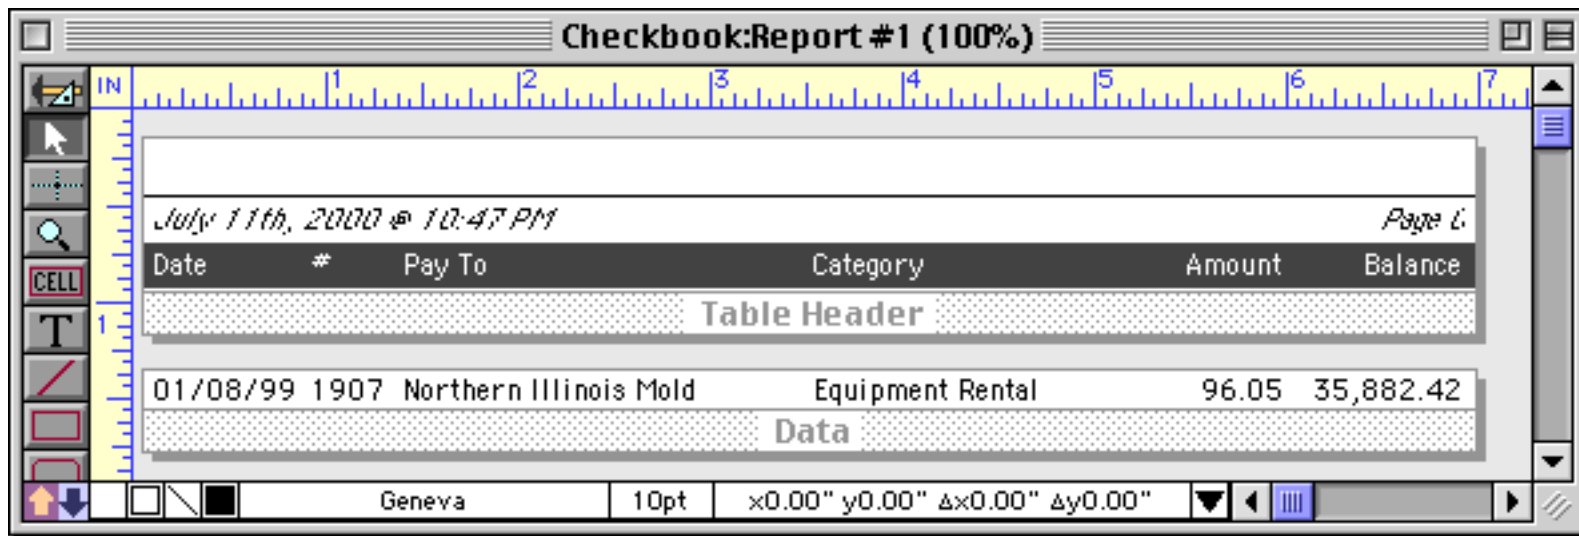 Checkbook:Report #1 (100%)
IN 1 2 3 4 5 6 7
July 11th, 2000 @ 10:47 PM Page
Date # Pay To Category Amount Balance
CELL
Table Header
T 1
01/08/99 1907 Northern Illinois Mold Equipment Rental 96.05 35,882.42
Data
Geneva 10pt x0.00" y0.00" Δx0.00" Δy0.00"